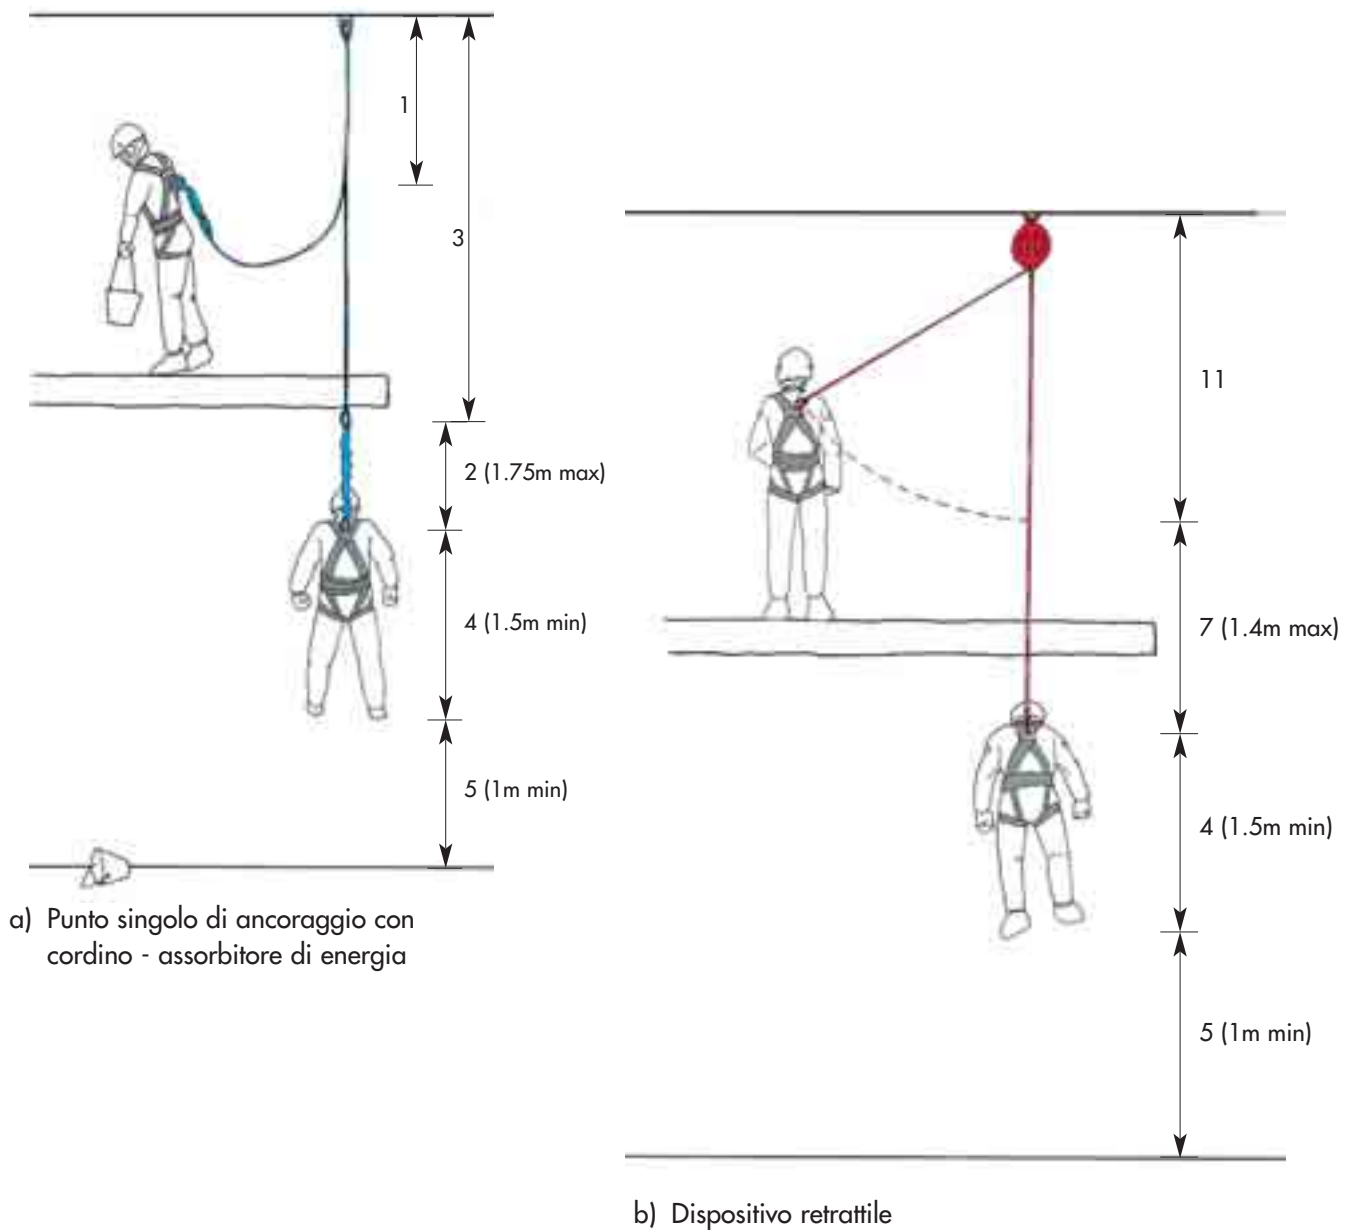 1
3
2 (1.75m max)
4 (1.5m min)
5 (1m min)
a) Punto singolo di ancoraggio con
cordino - assorbitore di energia
11
7 (1.4m max)
4 (1.5m min)
5 (1m min)
b) Dispositivo retrattile